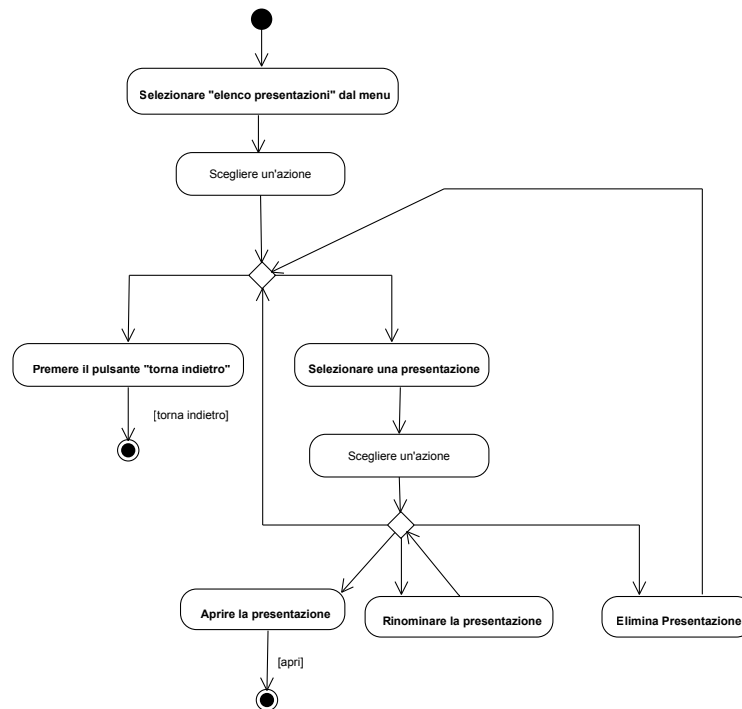 Selezionare "elenco presentazioni" dal menu
Scegliere un'azione
Premere il pulsante "torna indietro"
Selezionare una presentazione
[torna indietro]
Scegliere un'azione
Aprire la presentazione
Rinominare la presentazione
Elimina Presentazione
[apri]